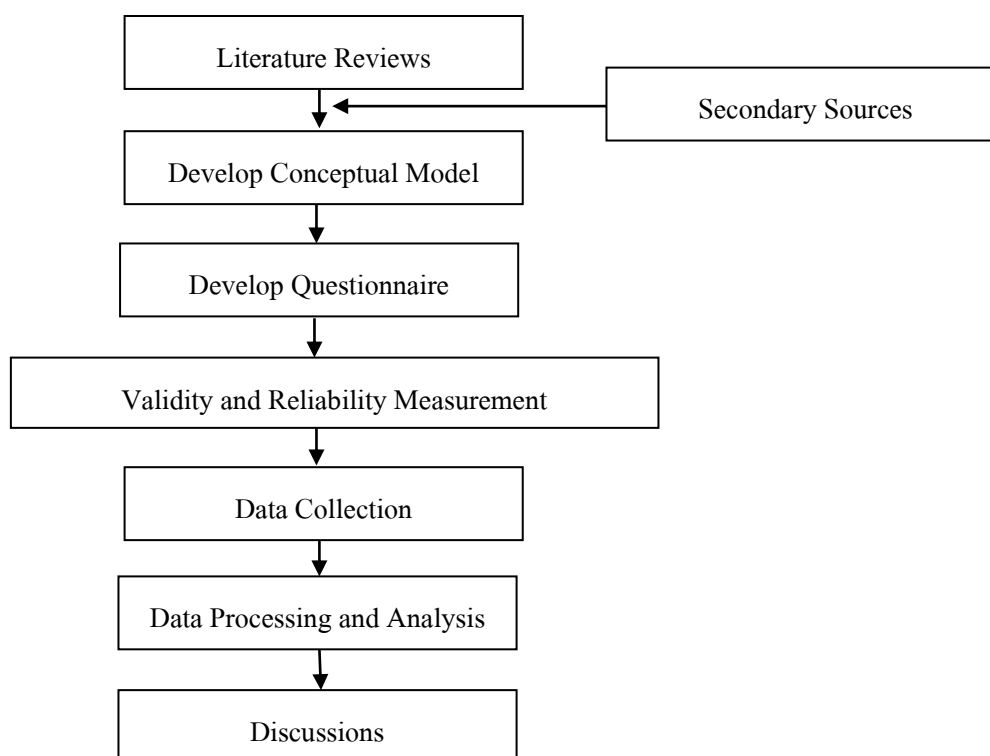 Literature Reviews
Secondary Sources
Develop Conceptual Model
Develop Questionnaire
Validity and Reliability Measurement
Data Collection
Data Processing and Analysis
Discussions